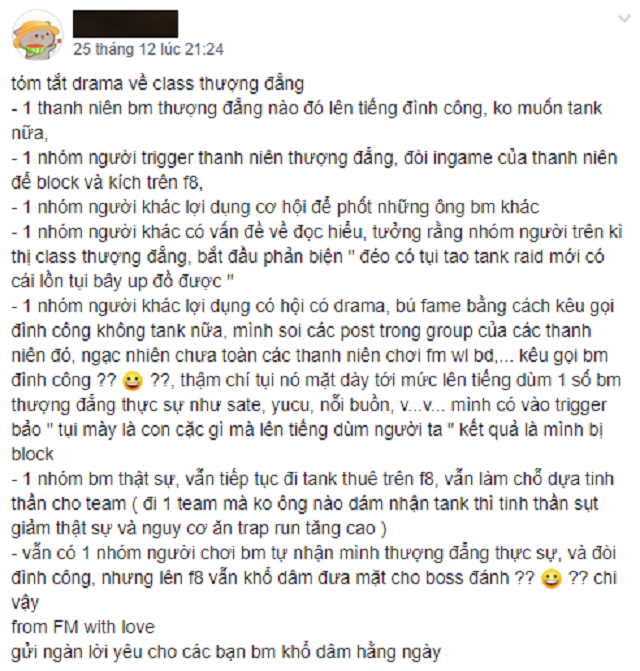 25 tháng 12 lúc 21:24
tóm tắt drama về class thượng đẳng
- 1 thanh niên bm thượng đẳng nào đó lên tiếng đình công, ko muốn tank
nữa,
- 1 nhóm người trigger thanh niên thượng đẳng, đòi ingame của thanh niên
để block và kích trên f8,
- 1 nhóm người khác lợi dụng cơ hội để phốt những ông bm khác
- 1 nhóm người khác có vấn đề về đọc hiểu, tưởng rằng nhóm người trên kì
thị class thượng đẳng, bắt đầu phản biện " đéo có tụi tao tank raid mới có
cái lồn tụi bây up đồ được "
- 1 nhóm người khác lợi dụng có hội có drama, bú fame bằng cách kêu gọi
đình công không tank nữa, mình soi các post trong group của các thanh
niên đó, ngạc nhiên chưa toàn các thanh niên chơi fm wl bd,... kêu gọi bm
đình công ?? 😀 ??, thậm chí tụi nó mặt dày tới mức lên tiếng dùm 1 số bm
thượng đẳng thực sự như sate, yucu, nỗi buồn, v...v... mình có vào trigger
bảo " tụi mày là con cặc gì mà lên tiếng dùm người ta " kết quả là mình bị
block
- 1 nhóm bm thật sự, vẫn tiếp tục đi tank thuê trên f8, vẫn làm chỗ dựa tinh
thần cho team ( đi 1 team mà ko ông nào dám nhận tank thì tinh thần sụt
giảm thật sự và nguy cơ ăn trap run tăng cao )
- vẫn có 1 nhóm người chơi bm tự nhận mình thượng đẳng thực sự, và đòi
đình công, nhưng lên f8 vẫn khổ dâm đưa mặt cho boss đánh ?? 😀 ?? chi
vậy
from FM with love
gửi ngàn lời yêu cho các bạn bm khổ dâm hằng ngày